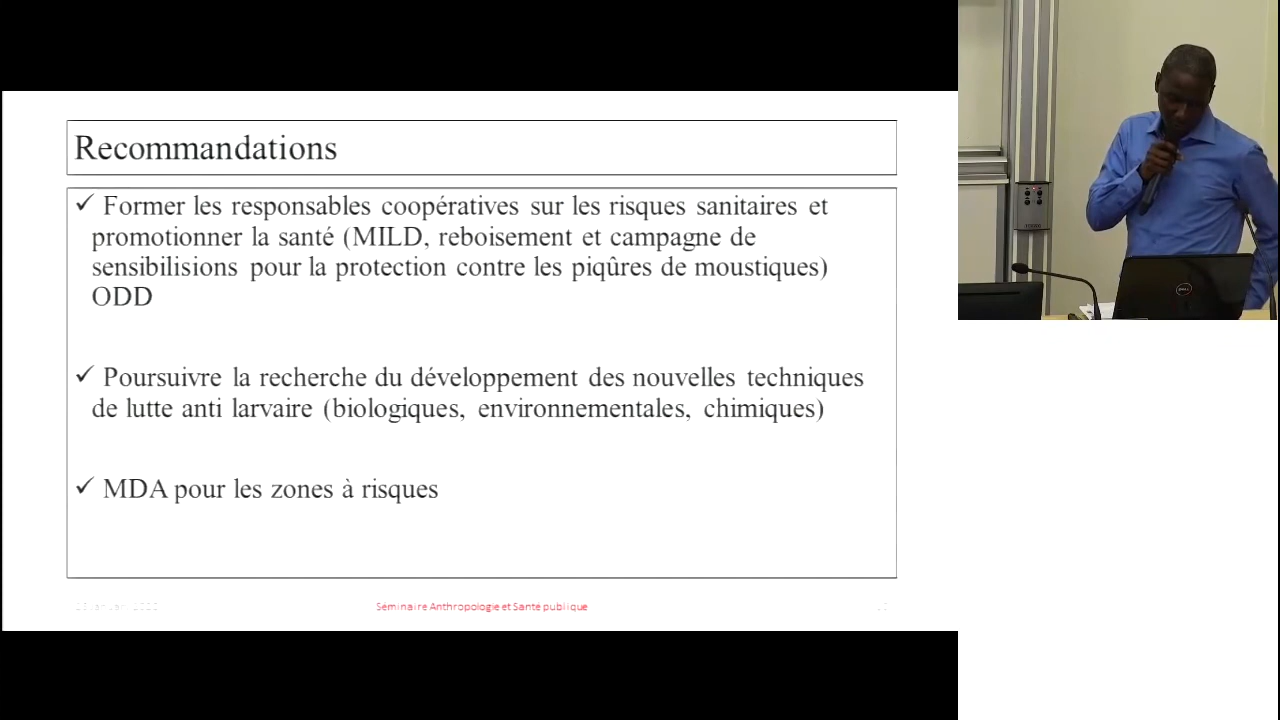 Recommandations
✓ Former les responsables coopératives sur les risques sanitaires et
promotionner la santé (MILD, reboisement et campagne de
sensibilisions pour la protection contre les piqûres de moustiques)
ODD
✓ Poursuivre la recherche du développement des nouvelles techniques
de lutte anti larvaire (biologiques, environnementales, chimiques)
✓ MDA pour les zones à risques
Séminaire Anthropologie et Santé publique
DELL